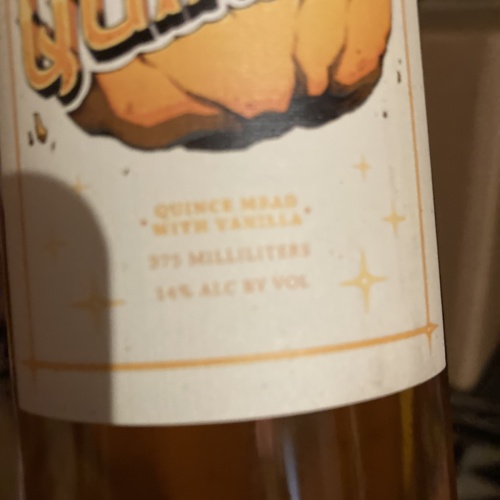 QUINCE MEAD
WITH VANILLA
375 MILLILITERS
14% ALC BY VOL